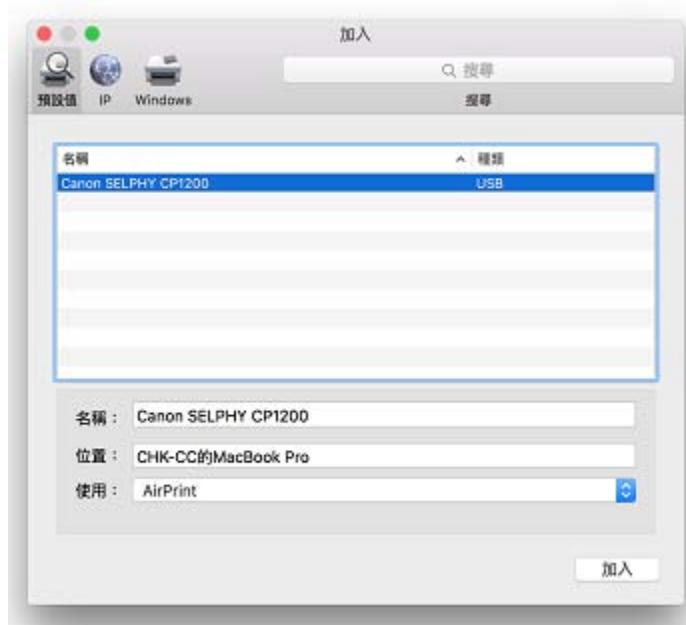 加入
搜尋
預設值 IP Windows 搜尋
名稱 種類
Canon SELPHY CP1200 USB
名稱： Canon SELPHY CP1200
位置： CHK-CC的MacBook Pro
使用： AirPrint
加入